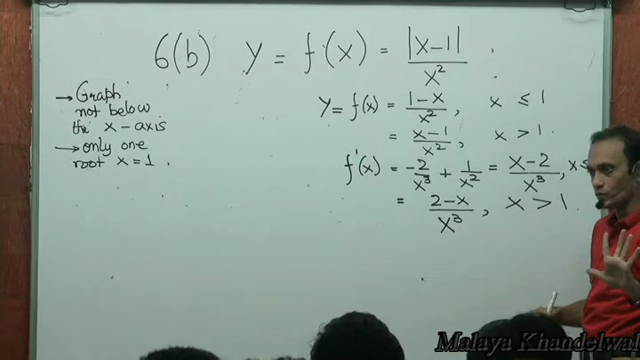 6(b) y = f(x) = |x-1| / x² .
→ Graph
not below
the x-axis
→ only one
root x=1 .
y = f(x) = 1-x / x² , x ≤ 1
= x-1 / x² , x > 1 .
f'(x) = -2/x³ + 1/x² = x-2 / x³ , x≤
= 2-x / x³ , x > 1 .
Malaya Khandelwal